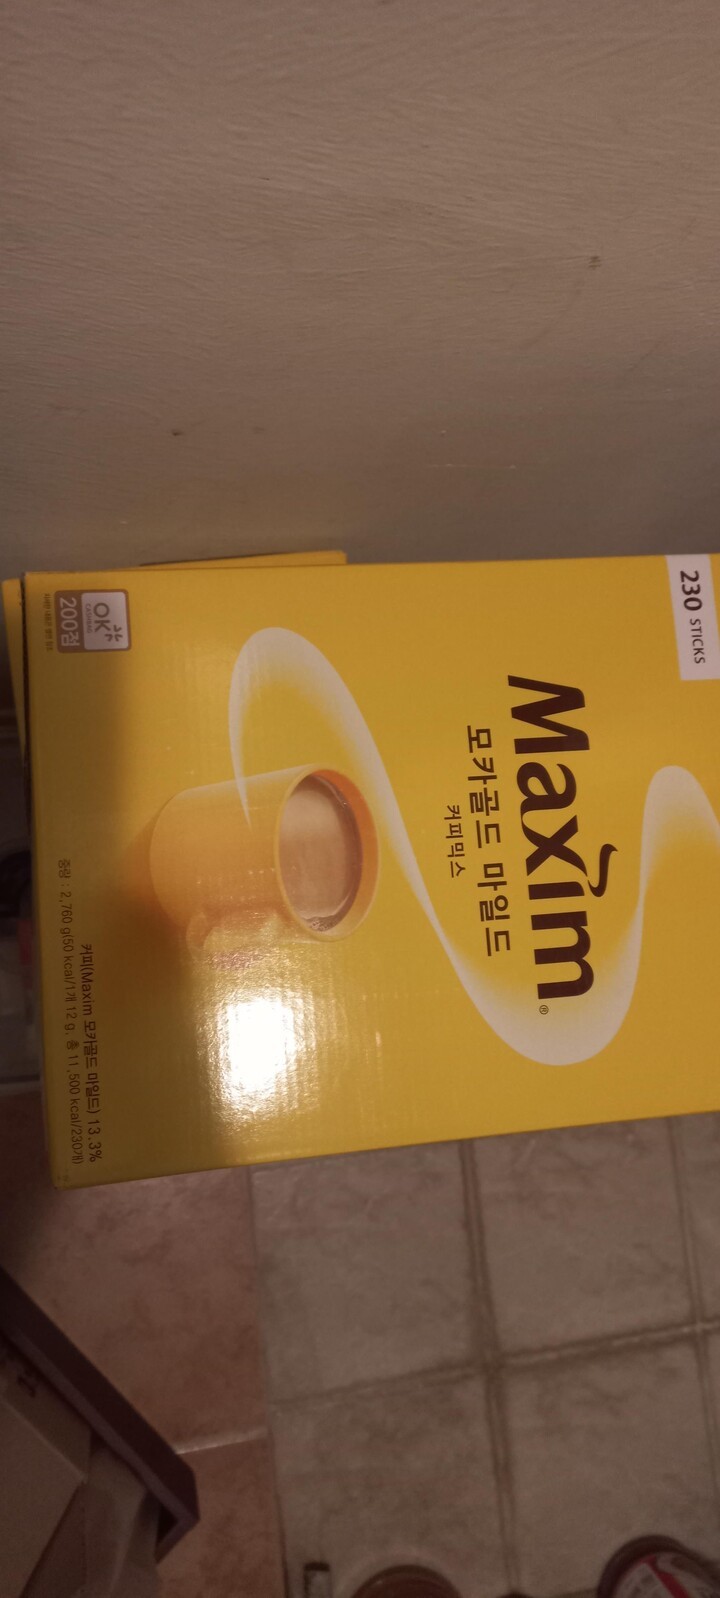 230 STICKS
Maxim®
모카골드 마일드
커피믹스
커피(Maxim 모카골드 마일드) 13.3%
중량 : 2,760 g(50 kcal/1개 12 g, 총 11,500 kcal/230개)
OK
CASHBAG
200점